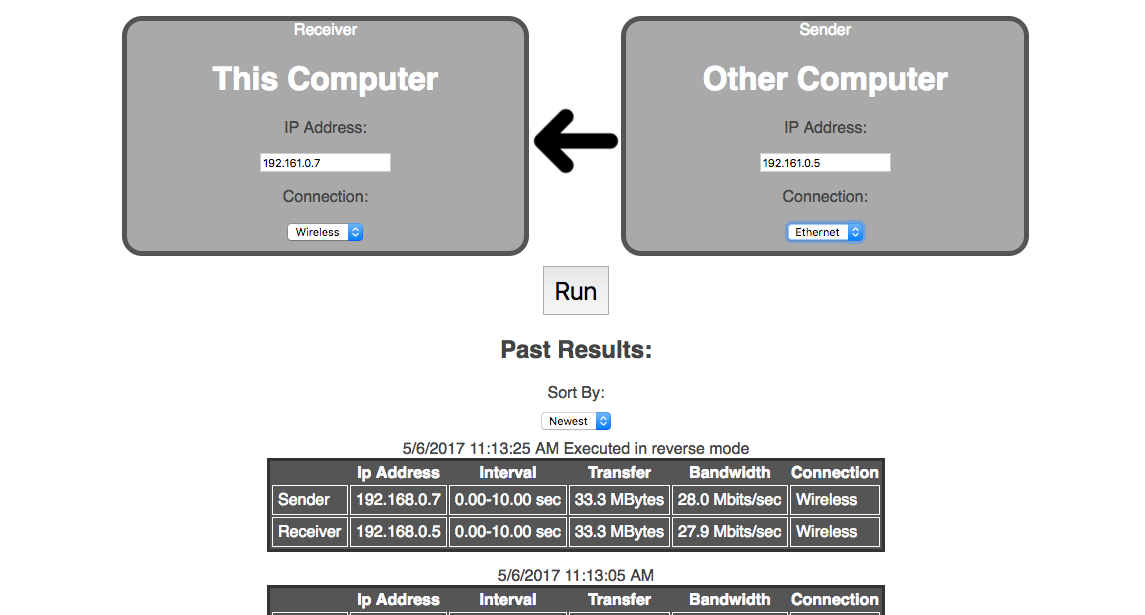 Receiver
This Computer
IP Address:
192.161.0.7
Connection:
Wireless
Sender
Other Computer
IP Address:
192.161.0.5
Connection:
Ethernet
Run
Past Results:
Sort By:
Newest
5/6/2017 11:13:25 AM Executed in reverse mode
Ip Address Interval Transfer Bandwidth Connection
Sender 192.168.0.7 0.00-10.00 sec 33.3 MBytes 28.0 Mbits/sec Wireless
Receiver 192.168.0.5 0.00-10.00 sec 33.3 MBytes 27.9 Mbits/sec Wireless
5/6/2017 11:13:05 AM
Ip Address Interval Transfer Bandwidth Connection